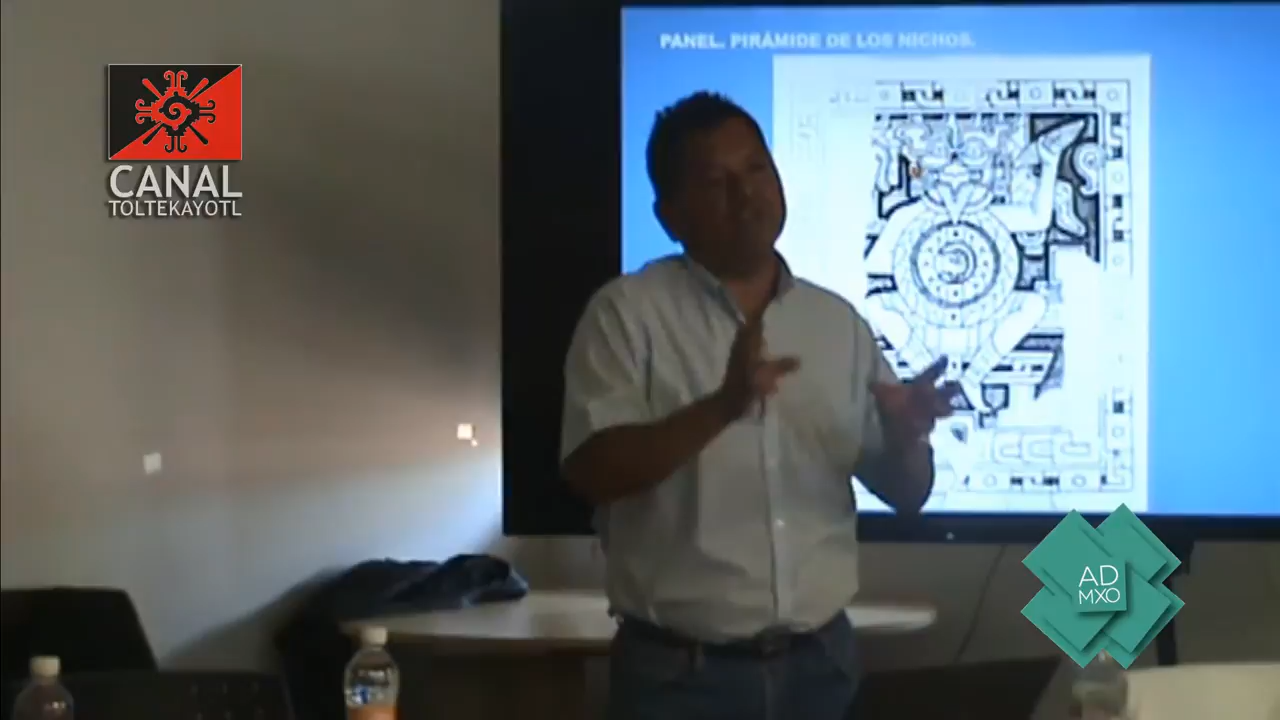 PANEL. PIRÁMIDE DE LOS NICHOS.
CANAL
TOLTEKAYOTL
AD
MXO